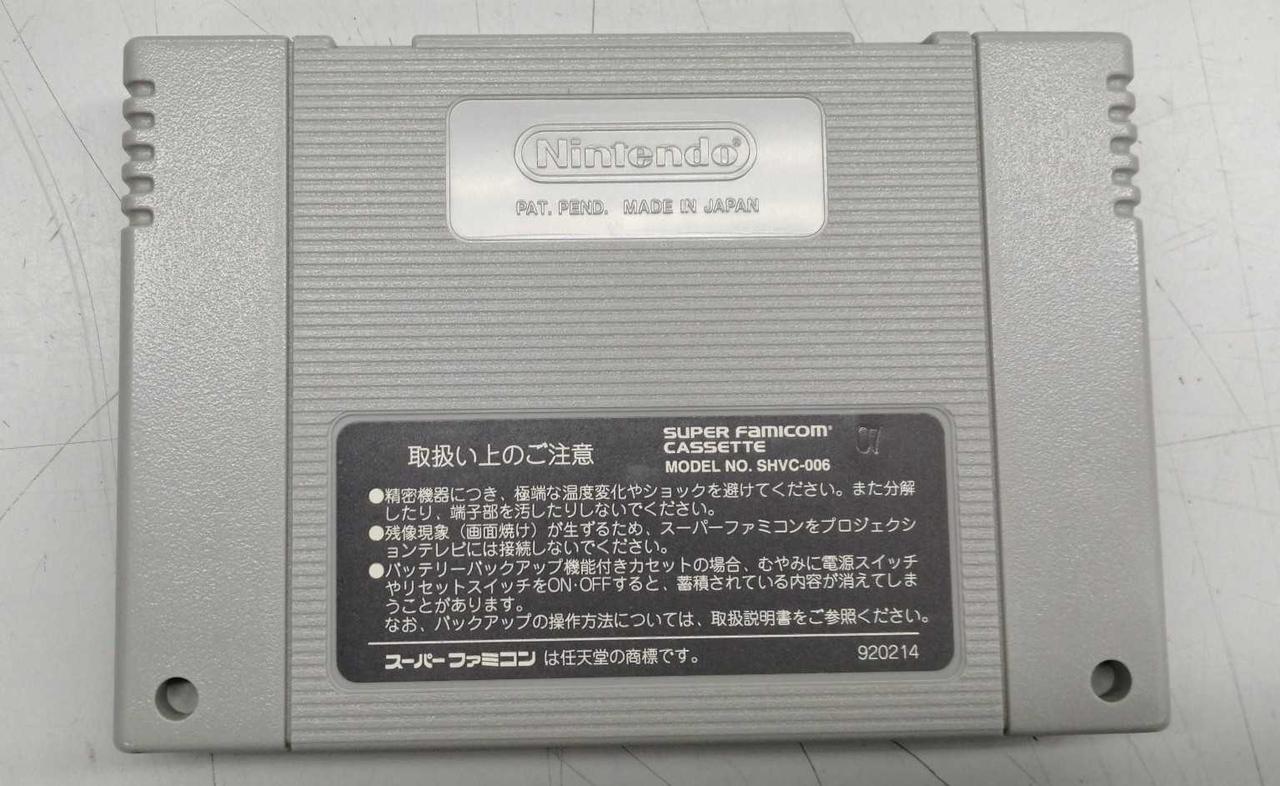 Nintendo®
PAT. PEND. MADE IN JAPAN
取扱い上のご注意
SUPER FAMICOM®
CASSETTE
MODEL NO. SHVC-006
07
●精密機器につき、極端な温度変化やショックを避けてください。また分解
したり、端子部を汚したりしないでください。
●残像現象（画面焼け）が生ずるため、スーパーファミコンをプロジェクシ
ョンテレビには接続しないでください。
●バッテリーバックアップ機能付きカセットの場合、むやみに電源スイッチ
やリセットスイッチをON·OFFすると、蓄積されている内容が消えてしま
うことがあります。
なお、バックアップの操作方法については、取扱説明書をご参照ください。
スーパーファミコンは任天堂の商標です。
920214